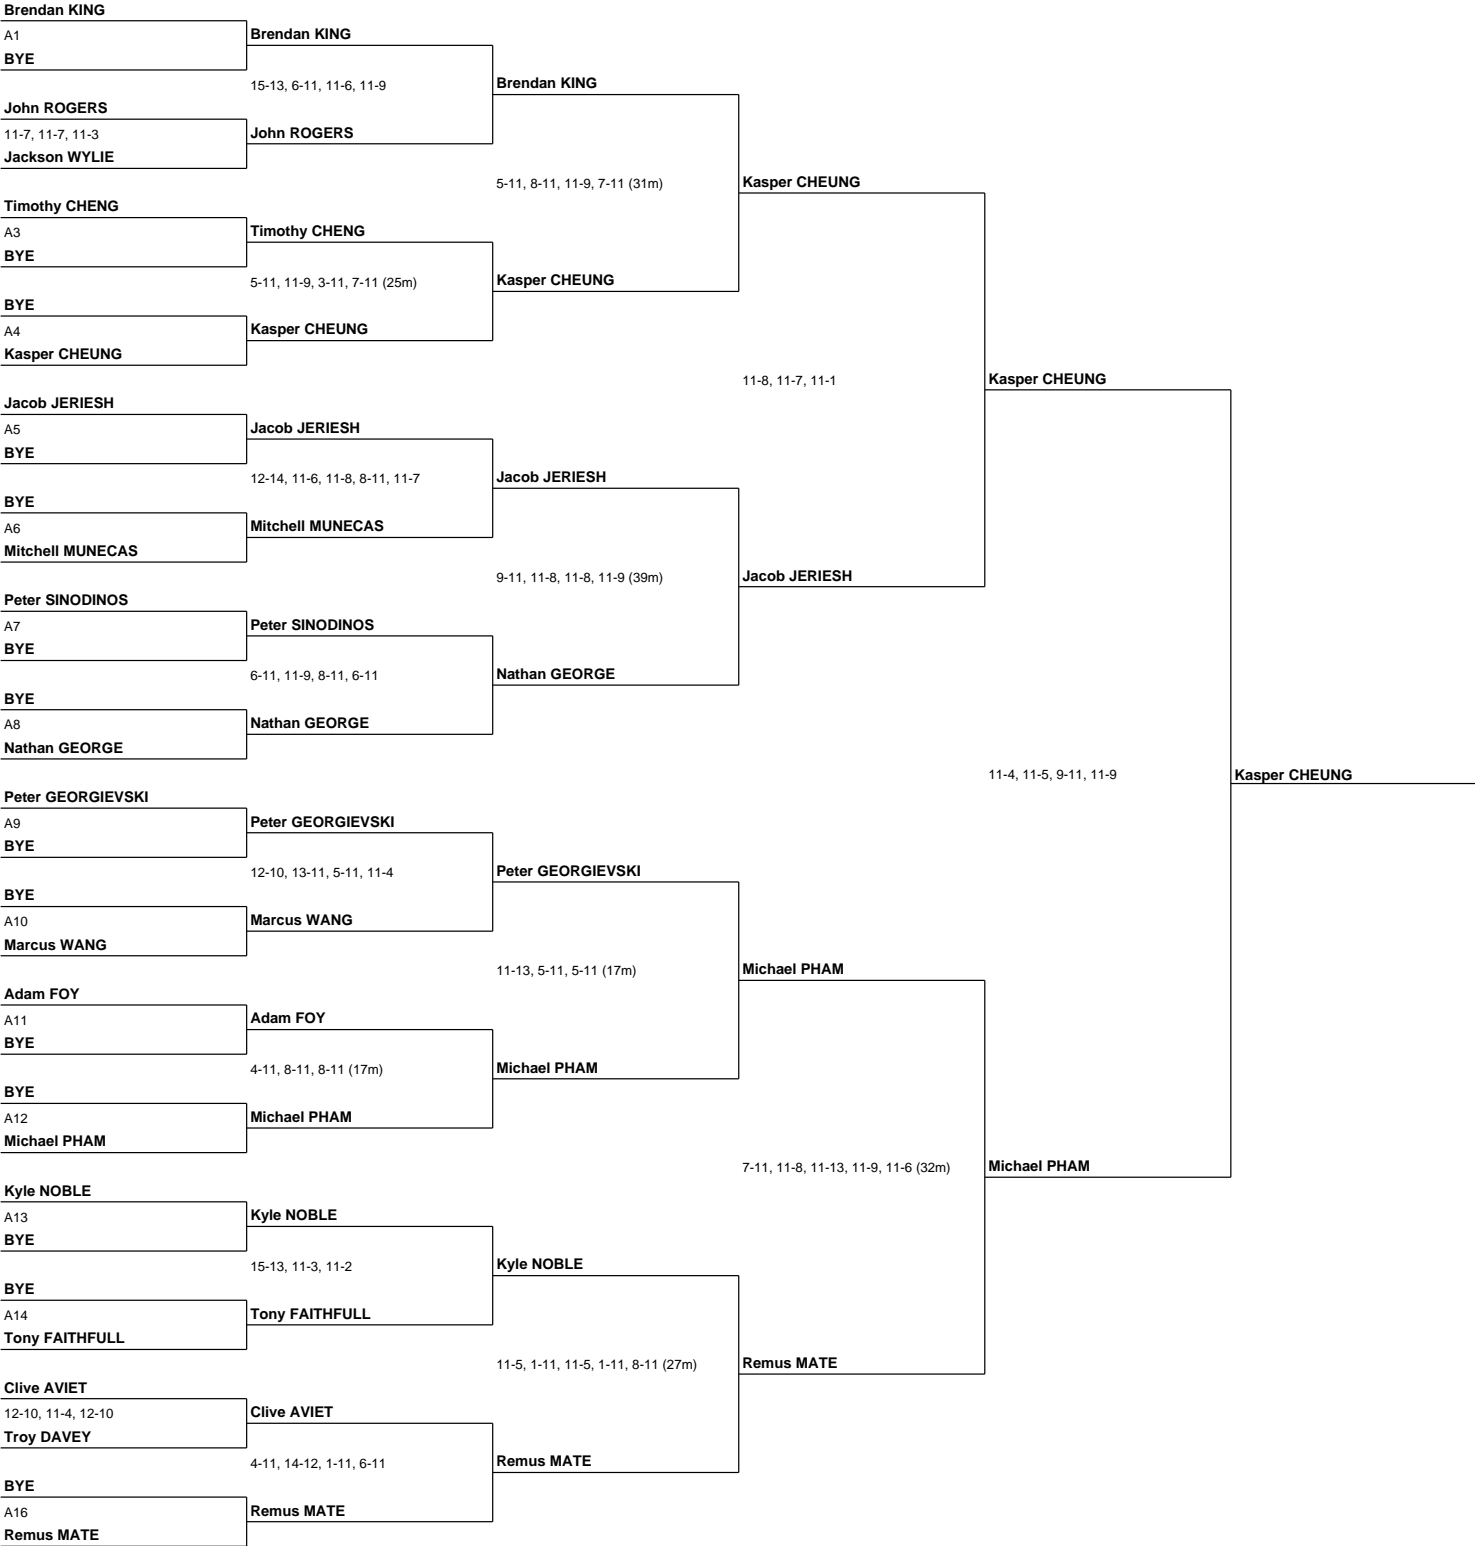 Brendan KING
A1
BYE
Brendan KING
15-13, 6-11, 11-6, 11-9
Brendan KING
John ROGERS
11-7, 11-7, 11-3
Jackson WYLIE
John ROGERS
5-11, 8-11, 11-9, 7-11 (31m)
Kasper CHEUNG
Timothy CHENG
A3
BYE
Timothy CHENG
5-11, 11-9, 3-11, 7-11 (25m)
Kasper CHEUNG
BYE
A4
Kasper CHEUNG
Kasper CHEUNG
11-8, 11-7, 11-1
Kasper CHEUNG
Jacob JERIESH
A5
BYE
Jacob JERIESH
12-14, 11-6, 11-8, 8-11, 11-7
Jacob JERIESH
BYE
A6
Mitchell MUNECAS
Mitchell MUNECAS
9-11, 11-8, 11-8, 11-9 (39m)
Jacob JERIESH
Peter SINODINOS
A7
BYE
Peter SINODINOS
6-11, 11-9, 8-11, 6-11
Nathan GEORGE
BYE
A8
Nathan GEORGE
Nathan GEORGE
11-4, 11-5, 9-11, 11-9
Kasper CHEUNG
Peter GEORGIEVSKI
A9
BYE
Peter GEORGIEVSKI
12-10, 13-11, 5-11, 11-4
Peter GEORGIEVSKI
BYE
A10
Marcus WANG
Marcus WANG
11-13, 5-11, 5-11 (17m)
Michael PHAM
Adam FOY
A11
BYE
Adam FOY
4-11, 8-11, 8-11 (17m)
Michael PHAM
BYE
A12
Michael PHAM
Michael PHAM
7-11, 11-8, 11-13, 11-9, 11-6 (32m)
Michael PHAM
Kyle NOBLE
A13
BYE
Kyle NOBLE
15-13, 11-3, 11-2
Kyle NOBLE
BYE
A14
Tony FAITHFULL
Tony FAITHFULL
11-5, 1-11, 11-5, 1-11, 8-11 (27m)
Remus MATE
Clive AVIET
12-10, 11-4, 12-10
Troy DAVEY
Clive AVIET
4-11, 14-12, 1-11, 6-11
Remus MATE
BYE
A16
Remus MATE
Remus MATE